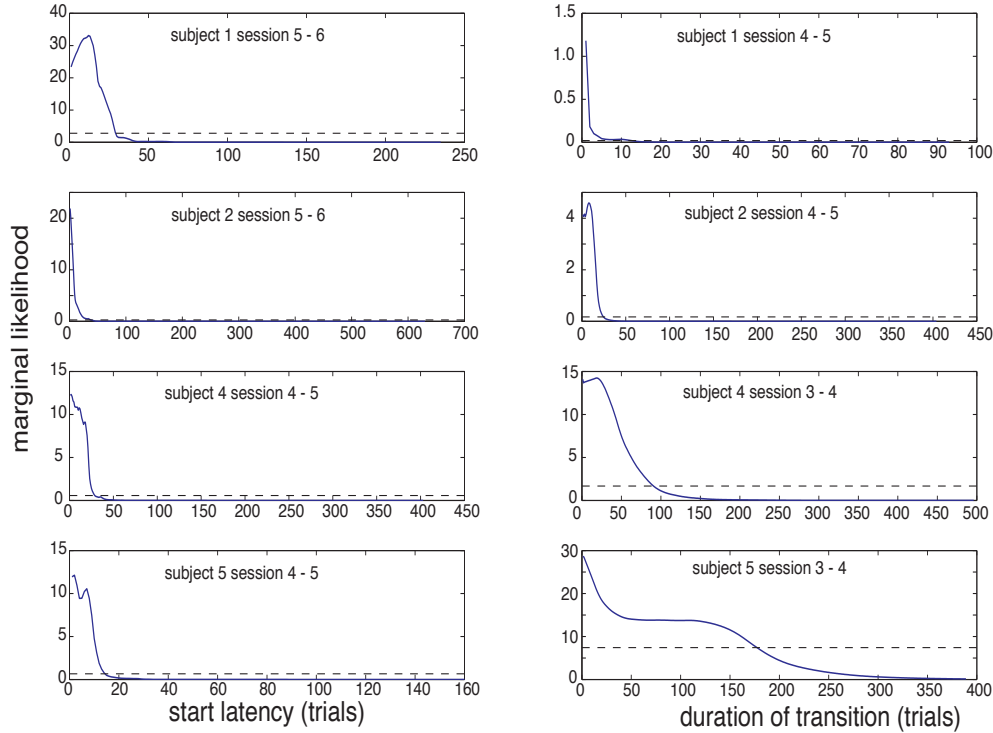 marginal likelihood
subject 1 session 5 - 6
40
30
20
10
0
0 50 100 150 200 250
subject 2 session 5 - 6
20
10
0
0 100 200 300 400 500 600 700
subject 4 session 4 - 5
15
10
5
0
0 50 100 150 200 250 300 350 400 450
subject 5 session 4 - 5
15
10
5
0
0 20 40 60 80 100 120 140 160
start latency (trials)
subject 1 session 4 - 5
1.5
1.0
0.5
0
0 10 20 30 40 50 60 70 80 90 100
subject 2 session 4 - 5
4
2
0
0 50 100 150 200 250 300 350 400 450
subject 4 session 3 - 4
15
10
5
0
0 50 100 150 200 250 300 350 400 450 500
subject 5 session 3 - 4
30
20
10
0
0 50 100 150 200 250 300 350 400
duration of transition (trials)